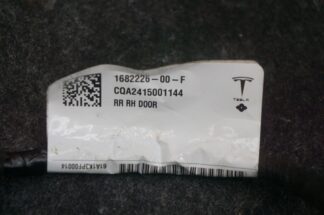 1682226-00-F
CQA2415001144
RR RH DOOR
TESLA